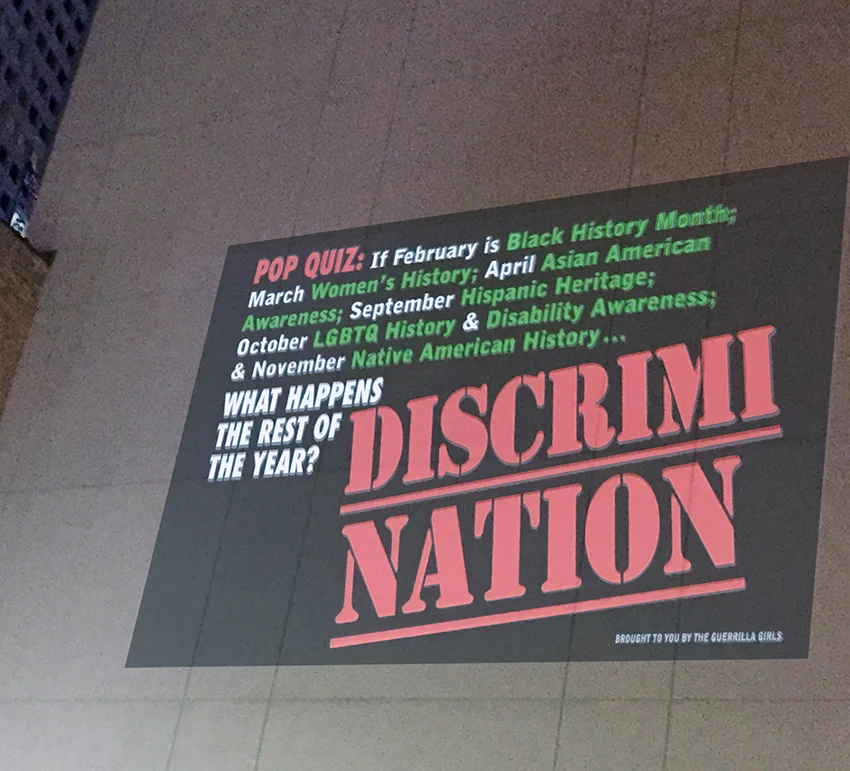 POP QUIZ: If February is Black History Month;
March Women's History; April Asian American
Awareness; September Hispanic Heritage;
October LGBTQ History & Disability Awareness;
& November Native American History...
WHAT HAPPENS
THE REST OF
THE YEAR?
DISCRIMI
NATION
BROUGHT TO YOU BY THE GUERRILLA GIRLS